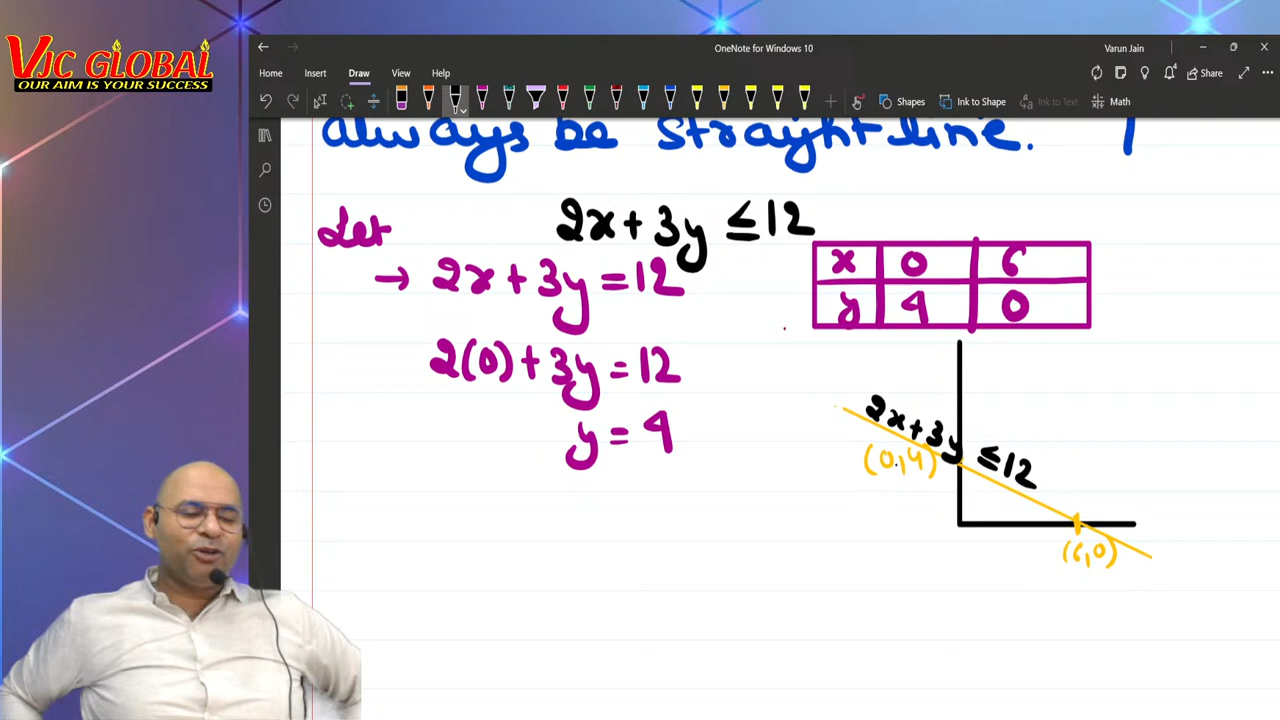 VJC GLOBAL
OUR AIM IS YOUR SUCCESS
OneNote for Windows 10
Varun Jain
Home Insert Draw View Help
Share
Shapes Ink to Shape Ink to Text Math
always be straight line.
Let 2x+3y ≤12
→ 2x+3y=12
2(0)+3y=12
y=4
x 0 6
y 4 0
2x+3y ≤12
(0,4)
(6,0)